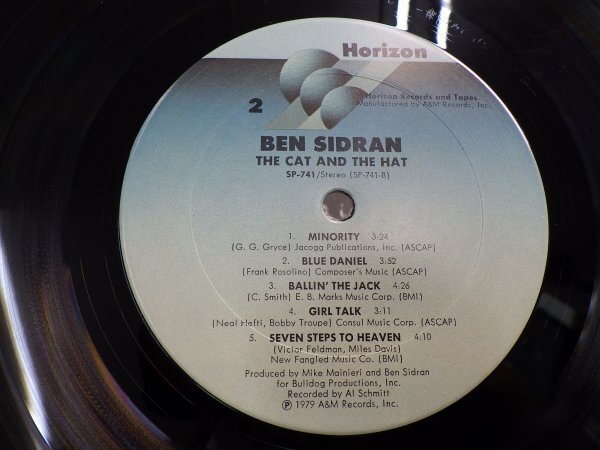 Horizon
Horizon Records and Tapes.
Manufactured by A&M Records, Inc.
2
BEN SIDRAN
THE CAT AND THE HAT
SP-741/Stereo (SP-741-B)
1. MINORITY 3:24
(G. G. Gryce) Jacogg Publications, Inc. (ASCAP)
2. BLUE DANIEL 3:52
(Frank Rosolino) Composer's Music (ASCAP)
3. BALLIN' THE JACK 4:26
(C. Smith) E. B. Marks Music Corp. (BMI)
4. GIRL TALK 3:11
(Neal Hefti, Bobby Troupe) Consul Music Corp. (ASCAP)
5. SEVEN STEPS TO HEAVEN 4:10
(Victor Feldman, Miles Davis)
New Fangled Music Co. (BMI)
Produced by Mike Mainieri and Ben Sidran
for Bulldog Productions, Inc.
Recorded by Al Schmitt
℗ 1979 A&M Records, Inc.